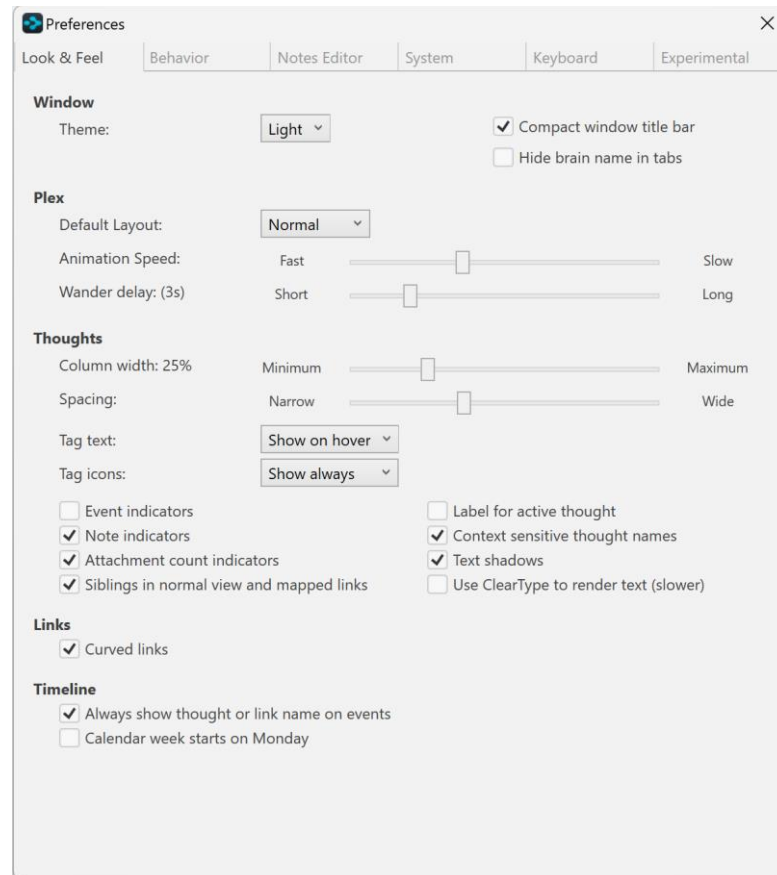 Preferences
Look & Feel Behavior Notes Editor System Keyboard Experimental
Window
Theme: Light Compact window title bar
Hide brain name in tabs
Plex
Default Layout: Normal
Animation Speed: Fast Slow
Wander delay: (3s) Short Long
Thoughts
Column width: 25% Minimum Maximum
Spacing: Narrow Wide
Tag text: Show on hover
Tag icons: Show always
Event indicators Label for active thought
Note indicators Context sensitive thought names
Attachment count indicators Text shadows
Siblings in normal view and mapped links Use ClearType to render text (slower)
Links
Curved links
Timeline
Always show thought or link name on events
Calendar week starts on Monday